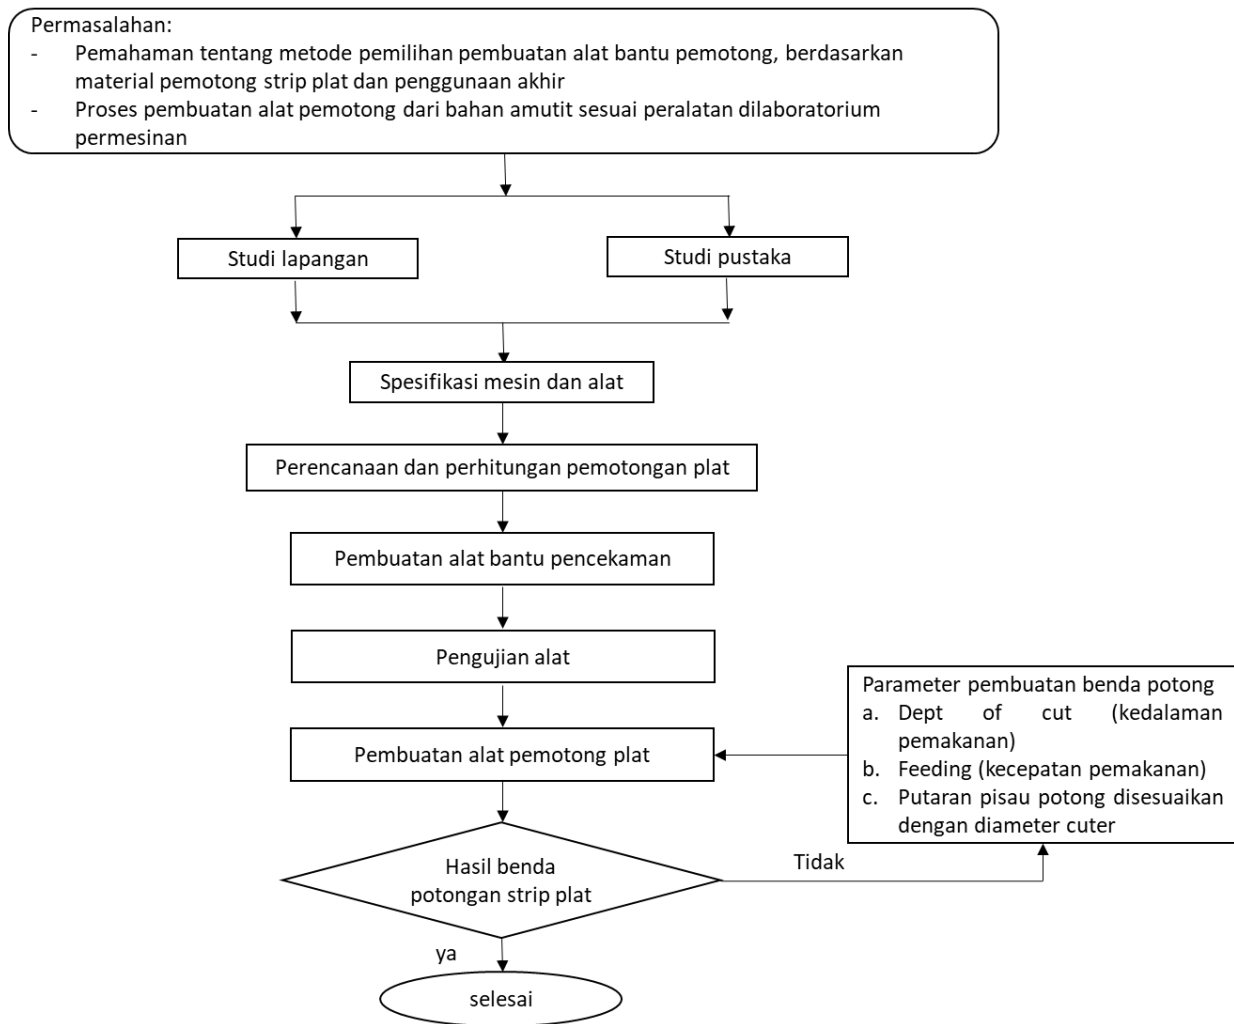 Permasalahan:
- Pemahaman tentang metode pemilihan pembuatan alat bantu pemotong, berdasarkan
material pemotong strip plat dan penggunaan akhir
- Proses pembuatan alat pemotong dari bahan amutit sesuai peralatan dilaboratorium
permesinan
Studi lapangan
Studi pustaka
Spesifikasi mesin dan alat
Perencanaan dan perhitungan pemotongan plat
Pembuatan alat bantu pencekaman
Pengujian alat
Pembuatan alat pemotong plat
Parameter pembuatan benda potong
a. Dept of cut (kedalaman
pemakanan)
b. Feeding (kecepatan pemakanan)
c. Putaran pisau potong disesuaikan
dengan diameter cuter
Hasil benda
potongan strip plat
Tidak
ya
selesai